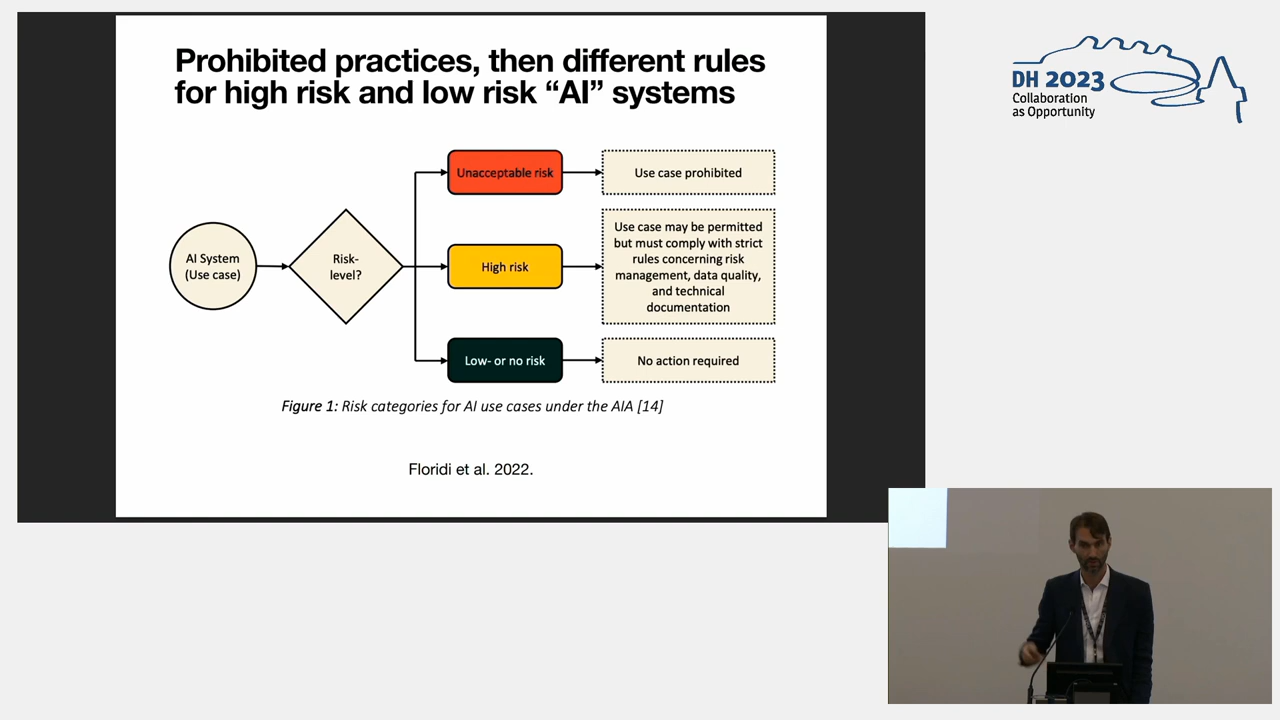 Prohibited practices, then different rules
for high risk and low risk “AI” systems
AI System
(Use case)
Risk-
level?
Unacceptable risk
Use case prohibited
High risk
Use case may be permitted
but must comply with strict
rules concerning risk
management, data quality,
and technical
documentation
Low- or no risk
No action required
Figure 1: Risk categories for AI use cases under the AIA [14]
Floridi et al. 2022.
DH 2023
Collaboration
as Opportunity